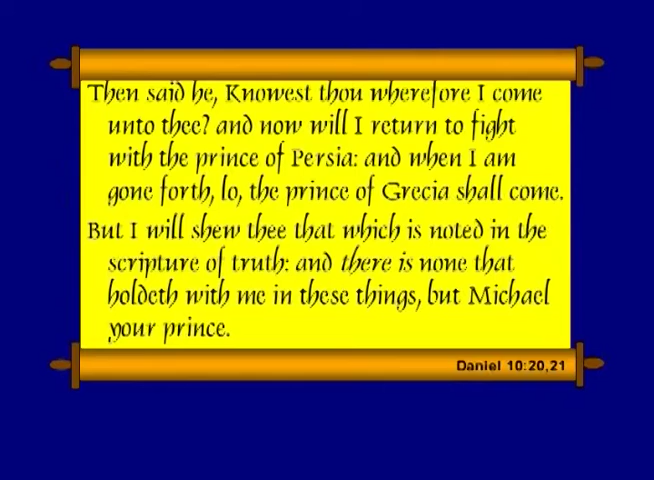 Then said he, Knowest thou wherefore I come
unto thee? and now will I return to fight
with the prince of Persia: and when I am
gone forth, lo, the prince of Grecia shall come.
But I will shew thee that which is noted in the
scripture of truth: and there is none that
holdeth with me in these things, but Michael
your prince.
Daniel 10:20,21